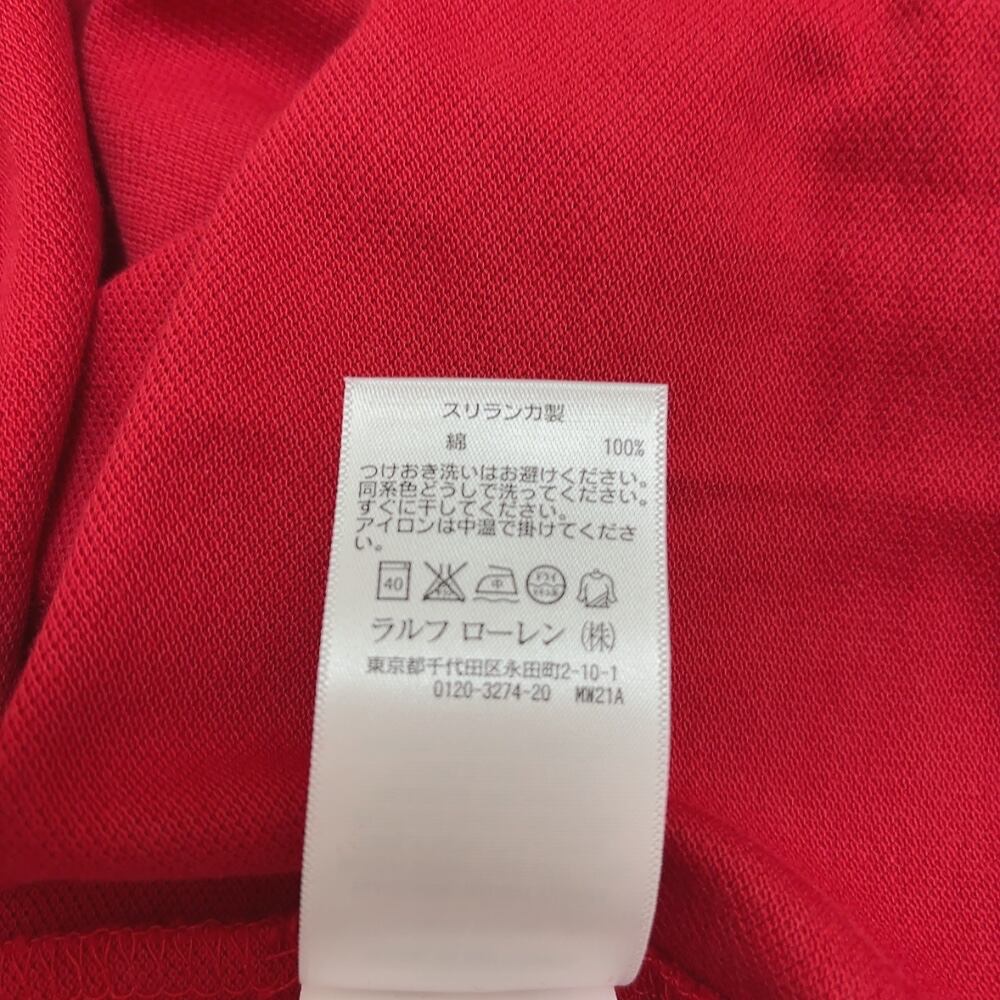 スリランカ製
綿 100%
つけおき洗いはお避けください。
同系色どうしで洗ってください。
すぐに干してください。
アイロンは中温で掛けてくださ
い。
40 中 ドライ
ラルフ ローレン (株)
東京都千代田区永田町2-10-1
0120-3274-20 MW21A